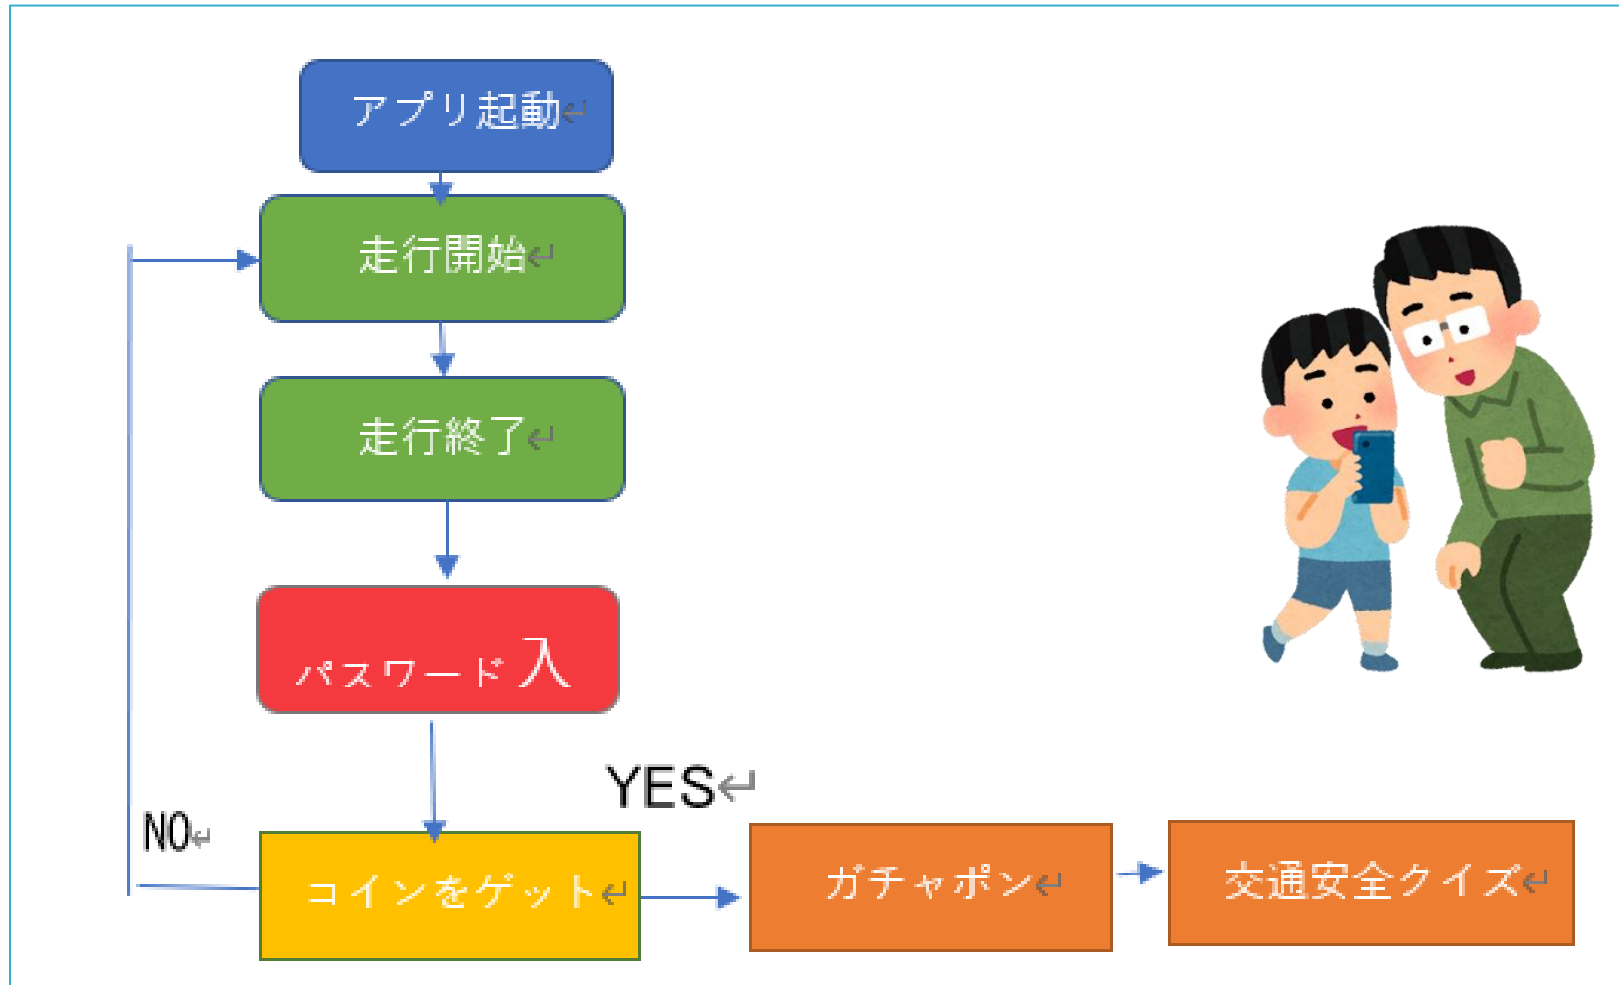 アプリ起動↵
走行開始↵
走行終了↵
パスワード入
YES↵
NO↵
コインをゲット↵
ガチャポン↵
交通安全クイズ↵